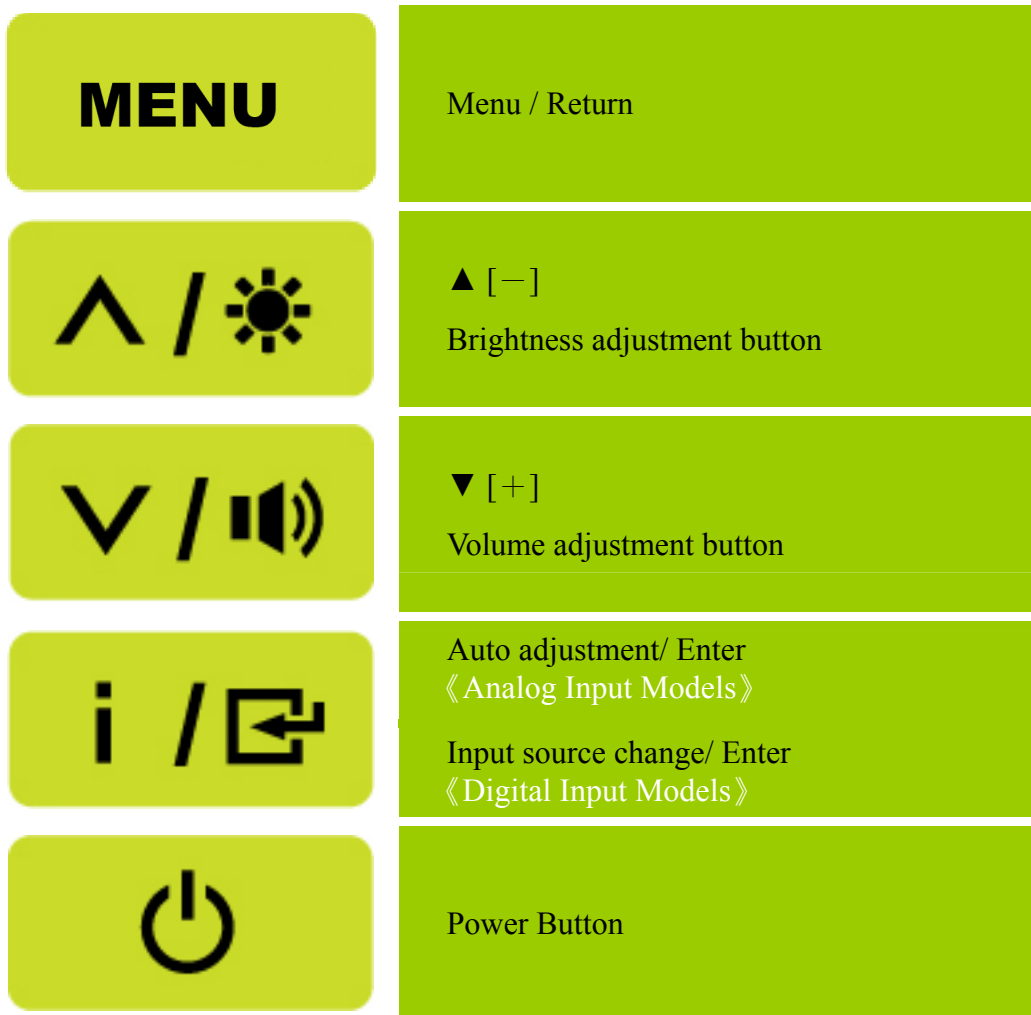 MENU
Menu / Return
/
▲ [－]
Brightness adjustment button
/
▼ [＋]
Volume adjustment button
i /
Auto adjustment/ Enter
《Analog Input Models》
Input source change/ Enter
《Digital Input Models》
Power Button